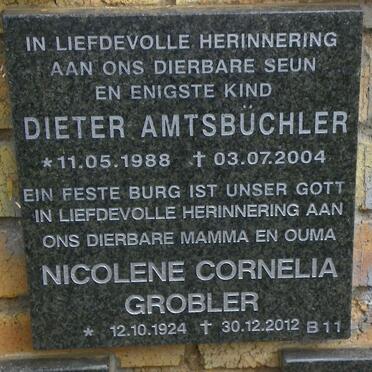 IN LIEFDEVOLLE HERINNERING
AAN ONS DIERBARE SEUN
EN ENIGSTE KIND
DIETER AMTSBÜCHLER
* 11.05.1988 † 03.07.2004
EIN FESTE BURG IST UNSER GOTT
IN LIEFDEVOLLE HERINNERING AAN
ONS DIERBARE MAMMA EN OUMA
NICOLENE CORNELIA
GROBLER
* 12.10.1924 † 30.12.2012 B11